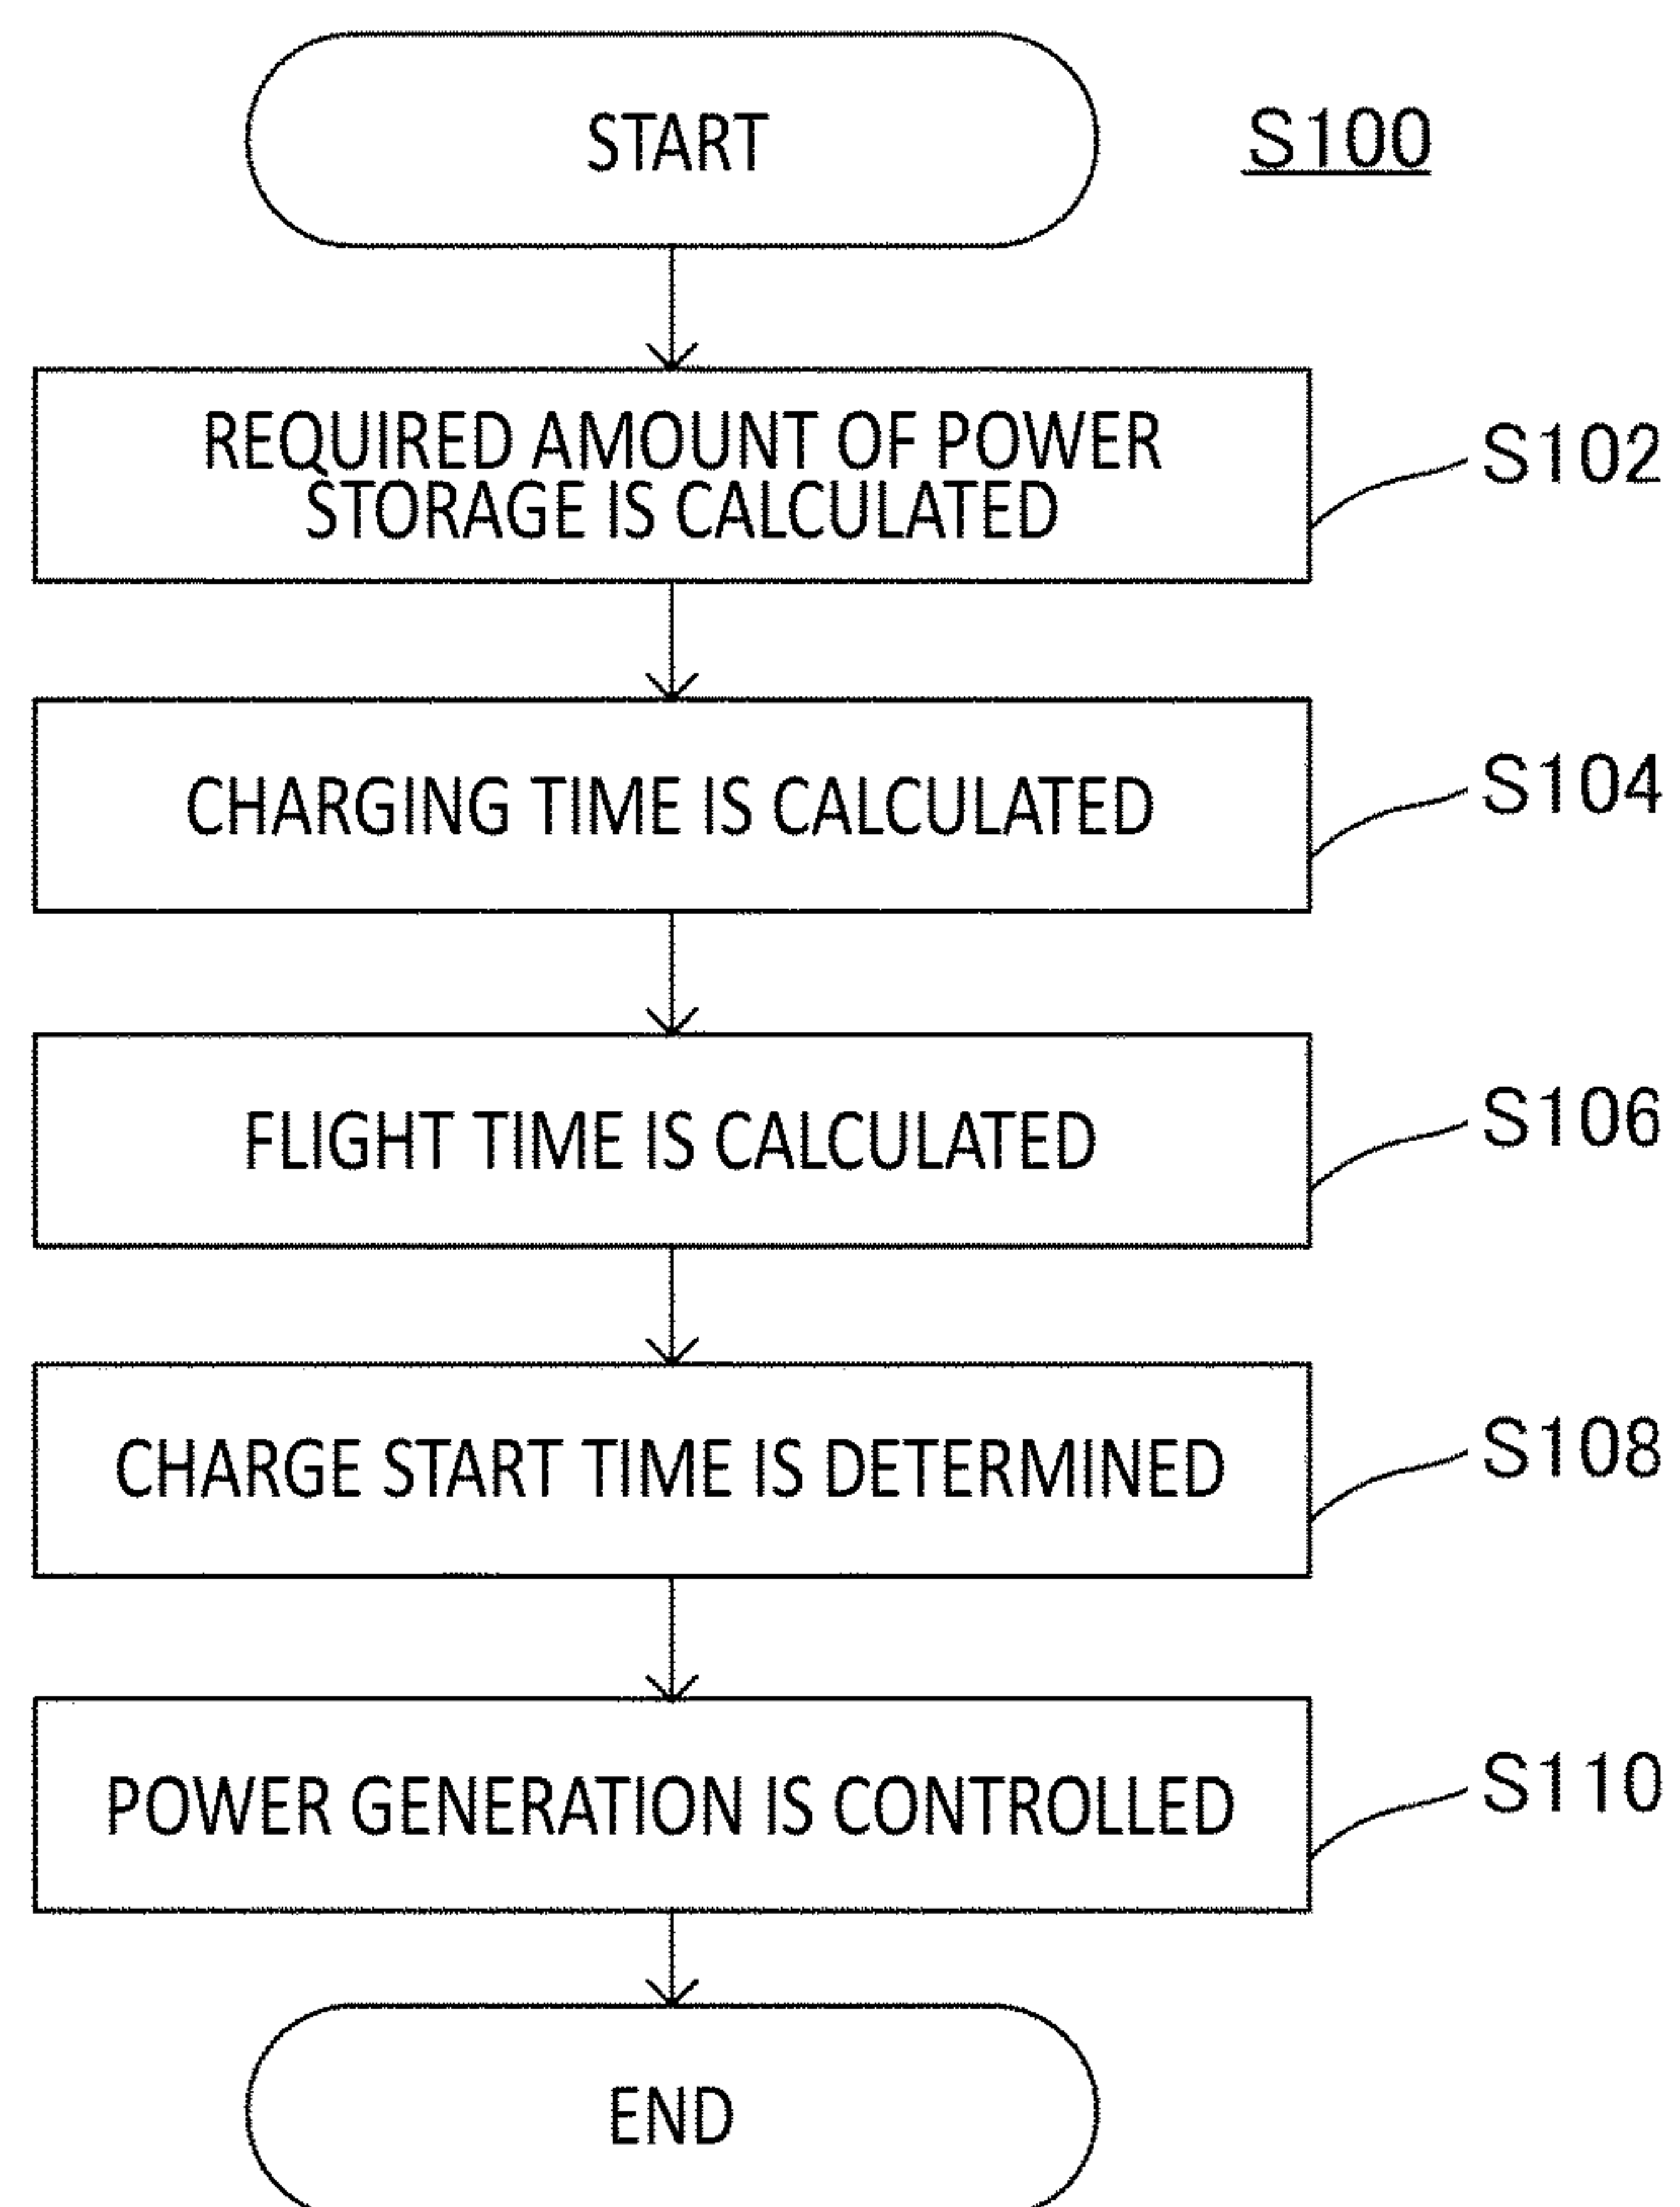 START
S100
REQUIRED AMOUNT OF POWER
STORAGE IS CALCULATED
S102
CHARGING TIME IS CALCULATED
S104
FLIGHT TIME IS CALCULATED
S106
CHARGE START TIME IS DETERMINED
S108
POWER GENERATION IS CONTROLLED
S110
END